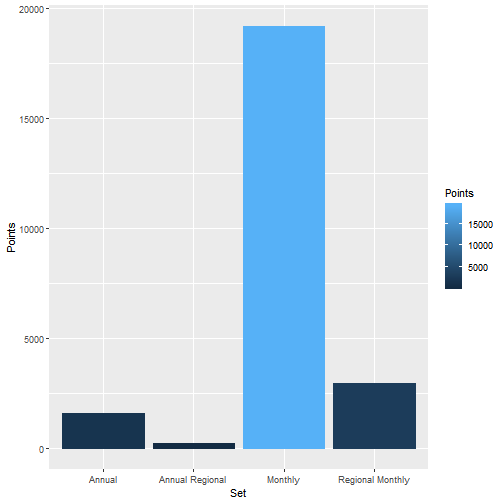 20000
15000
10000
5000
0
Points
Annual
Annual Regional
Monthly
Regional Monthly
Set
Points
15000
10000
5000